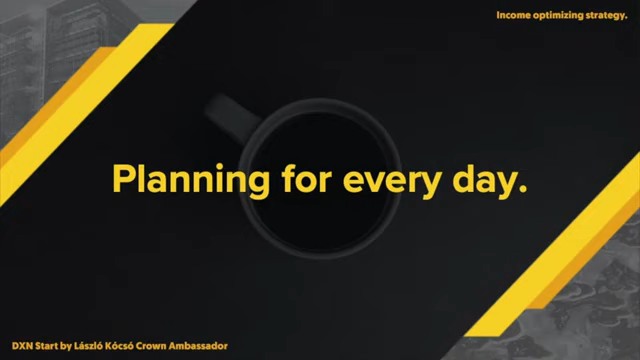 Income optimizing strategy.
Planning for every day.
DXN Start by László Kócsó Crown Ambassador